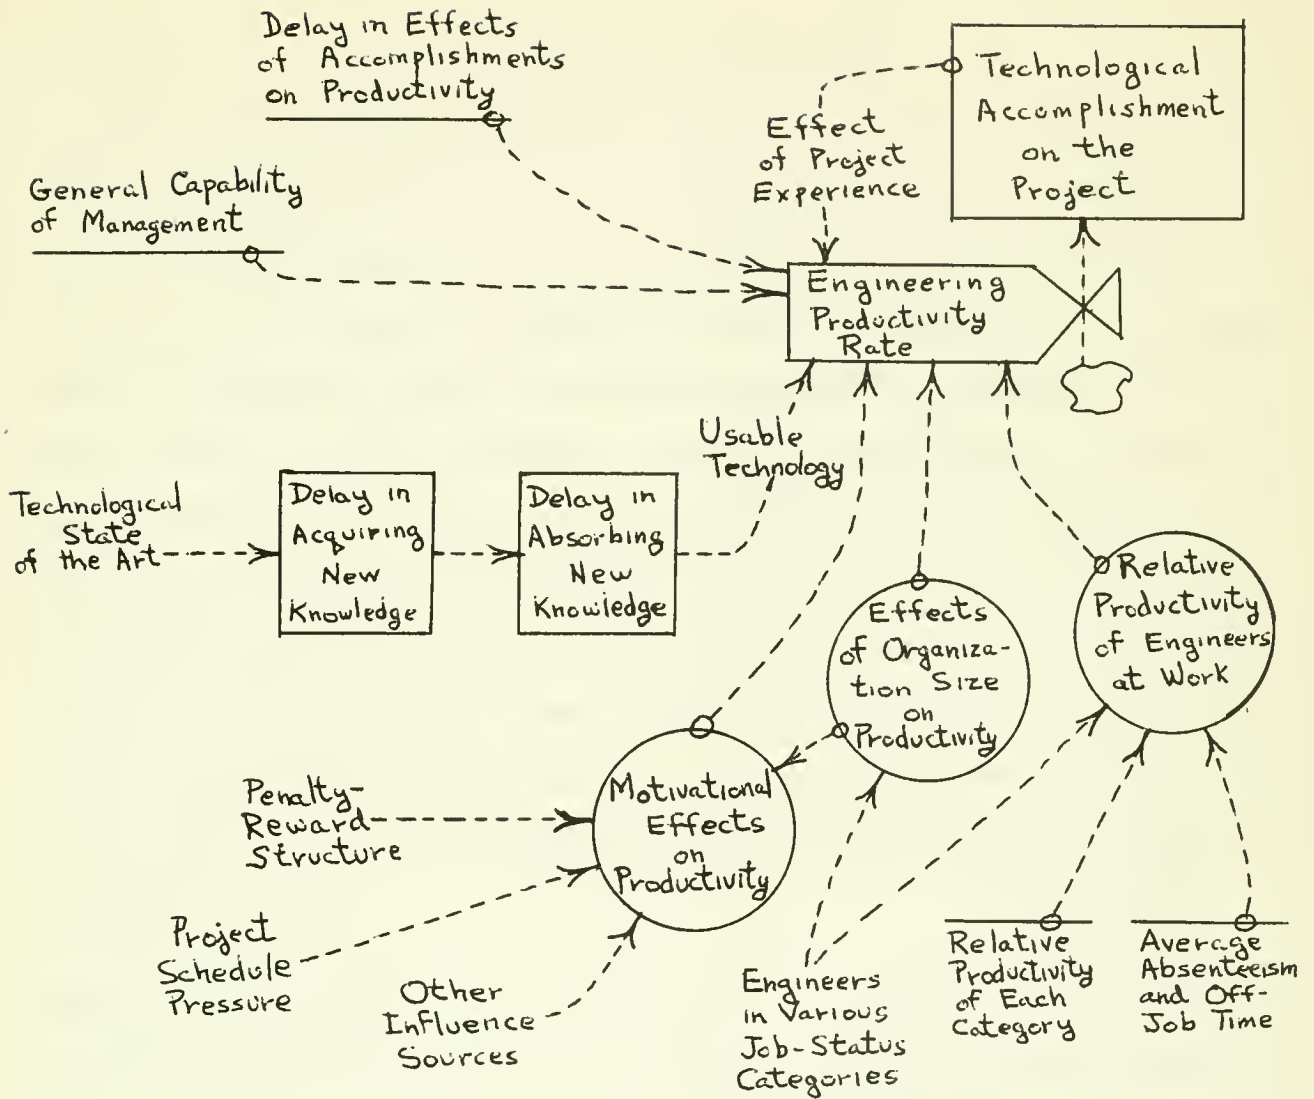 Delay in Effects
of Accomplishments
on Productivity
Technological
Accomplishment
on the
Project
Effect
of Project
Experience
General Capability
of Management
Engineering
Productivity
Rate
Usable
Technology
Technological
State
of the Art
Delay in
Acquiring
New
Knowledge
Delay in
Absorbing
New
Knowledge
Effects
of Organiza-
tion Size
on
Productivity
Relative
Productivity
of Engineers
at Work
Motivational
Effects
on
Productivity
Penalty-
Reward
Structure
Project
Schedule
Pressure
Other
Influence
Sources
Engineers
in Various
Job-Status
Categories
Relative
Productivity
of Each
Category
Average
Absenteeism
and Off-
Job Time